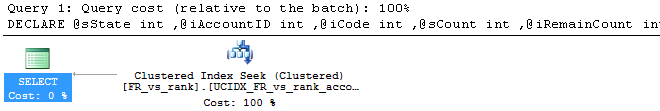 Query 1: Query cost (relative to the batch): 100%
DECLARE @sState int ,@iAccountID int ,@iCode int ,@sCount int ,@iRemainCount int
SELECT
Cost: 0 %
Clustered Index Seek (Clustered)
[FR_vs_rank].[UCIDX_FR_vs_rank_acco…
Cost: 100 %